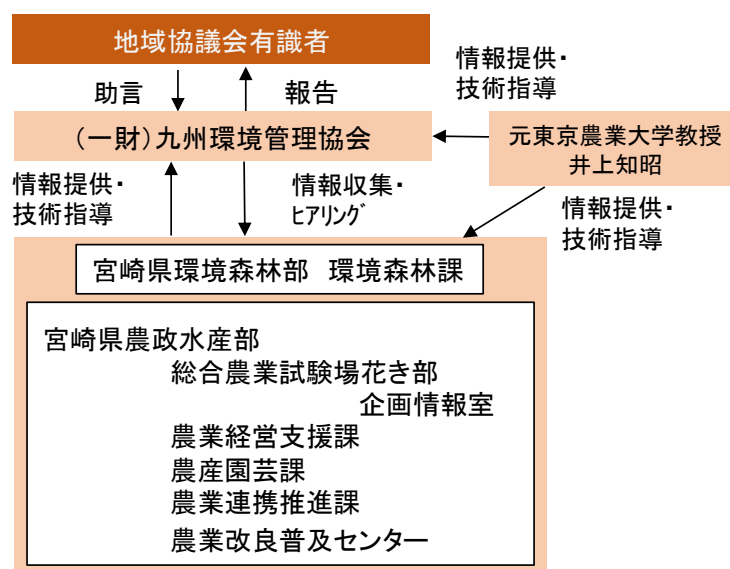 地域協議会有識者
助言
報告
情報提供・
技術指導
(一財)九州環境管理協会
元東京農業大学教授
井上知昭
情報提供・
技術指導
情報収集・
ﾋｱﾘﾝｸﾞ
情報提供・
技術指導
宮崎県環境森林部 環境森林課
宮崎県農政水産部
総合農業試験場花き部
企画情報室
農業経営支援課
農産園芸課
農業連携推進課
農業改良普及センター